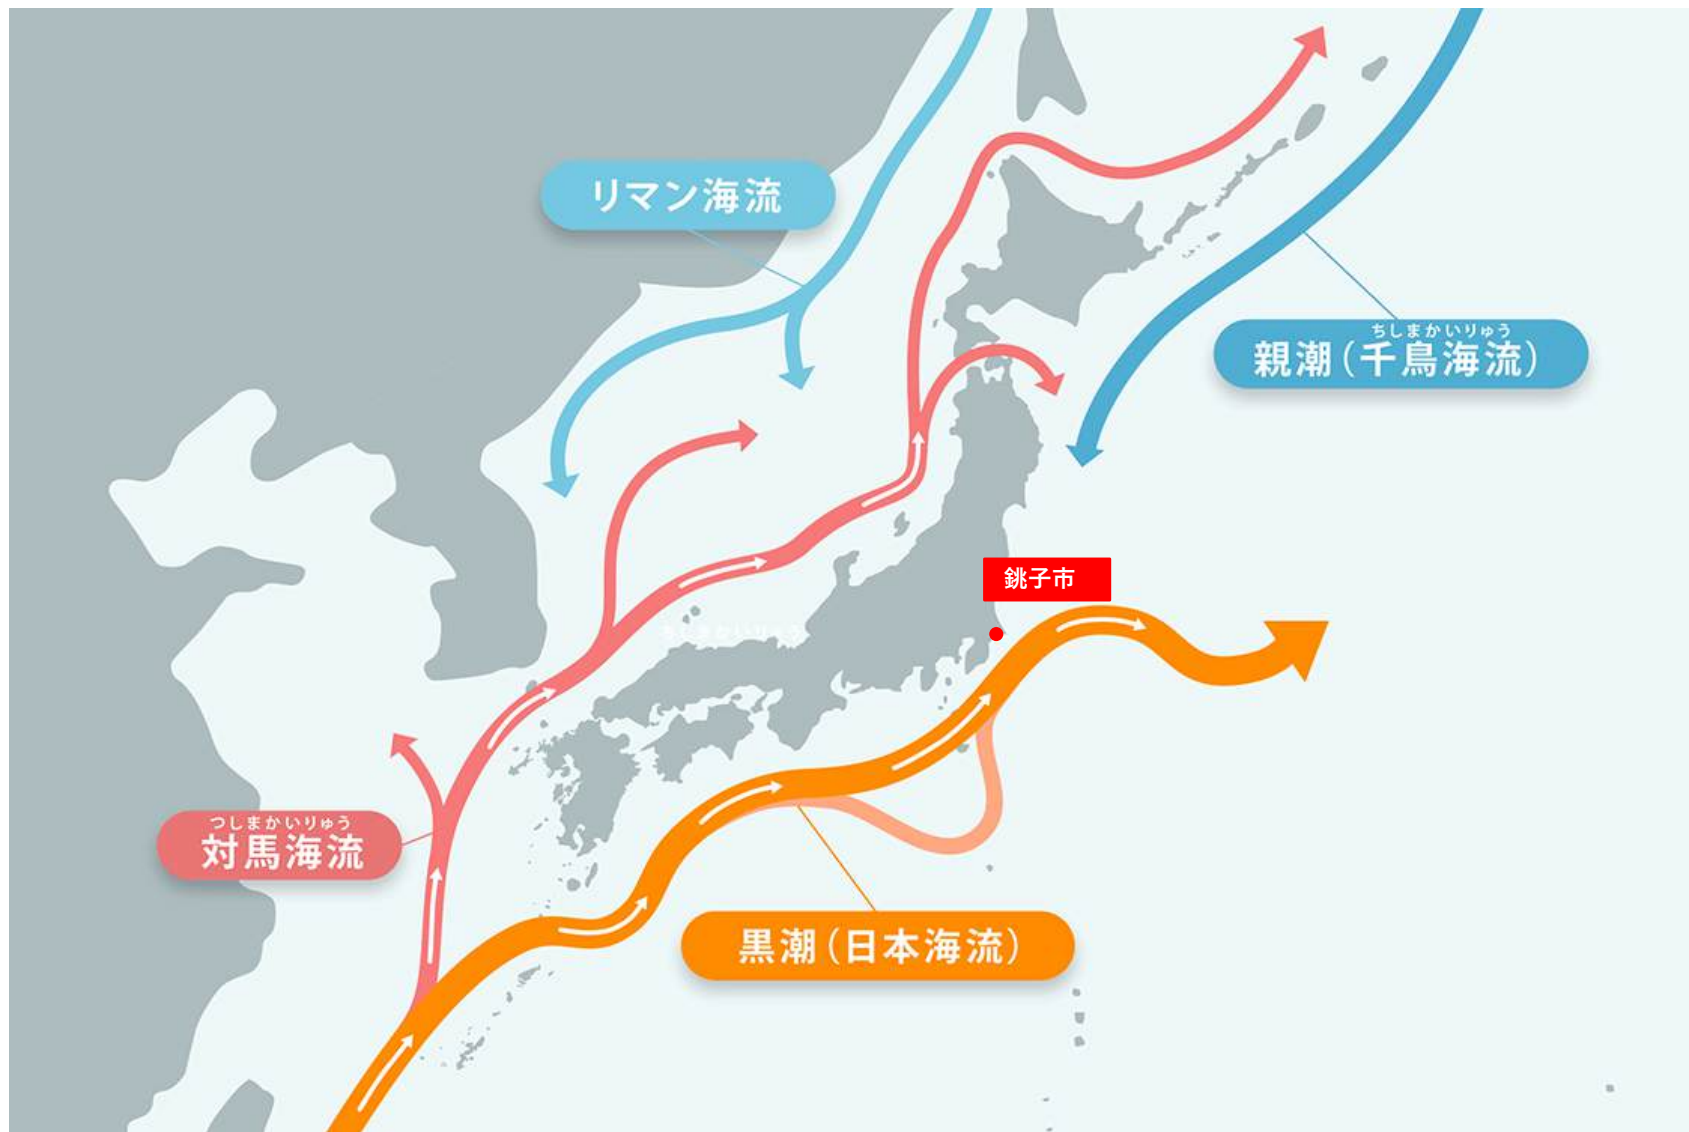 リマン海流
ちしまかいりゅう
親潮（千島海流）
銚子市
つしまかいりゅう
対馬海流
黒潮（日本海流）